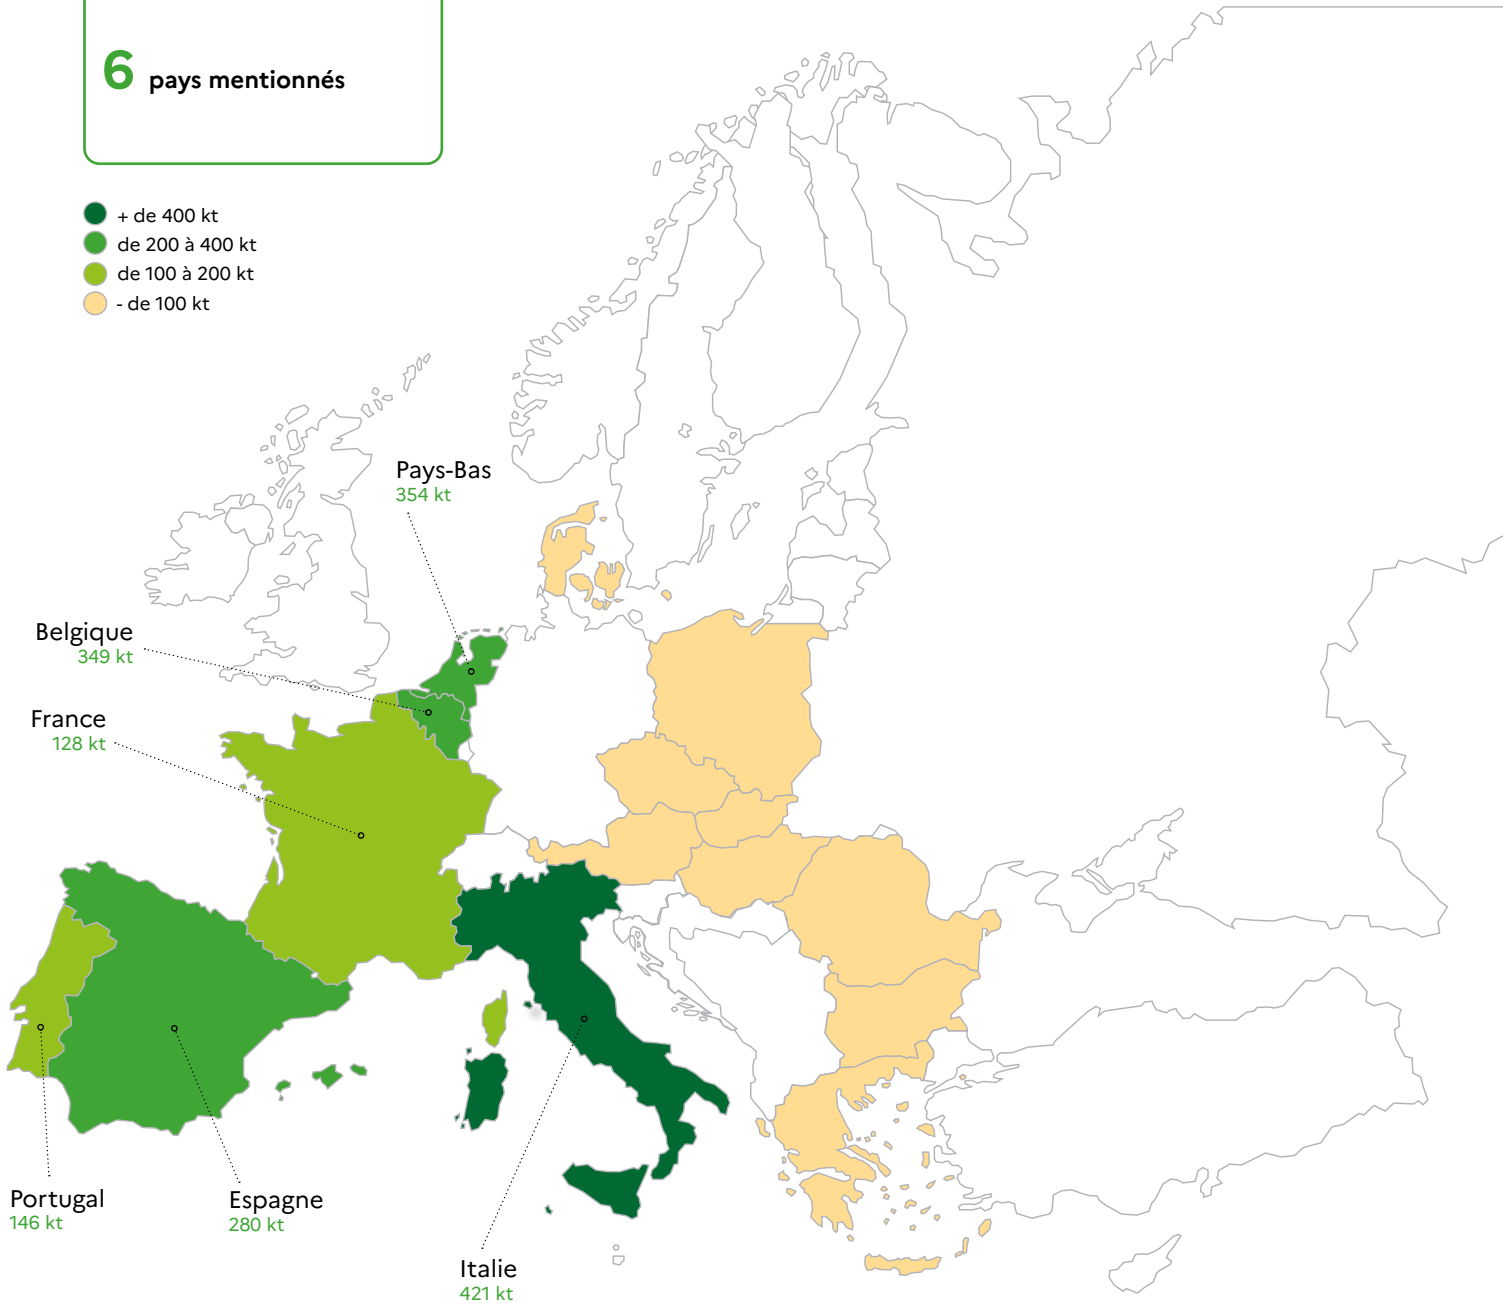 6 pays mentionnés
+ de 400 kt
de 200 à 400 kt
de 100 à 200 kt
- de 100 kt
Pays-Bas
354 kt
Belgique
349 kt
France
128 kt
Portugal
146 kt
Espagne
280 kt
Italie
421 kt